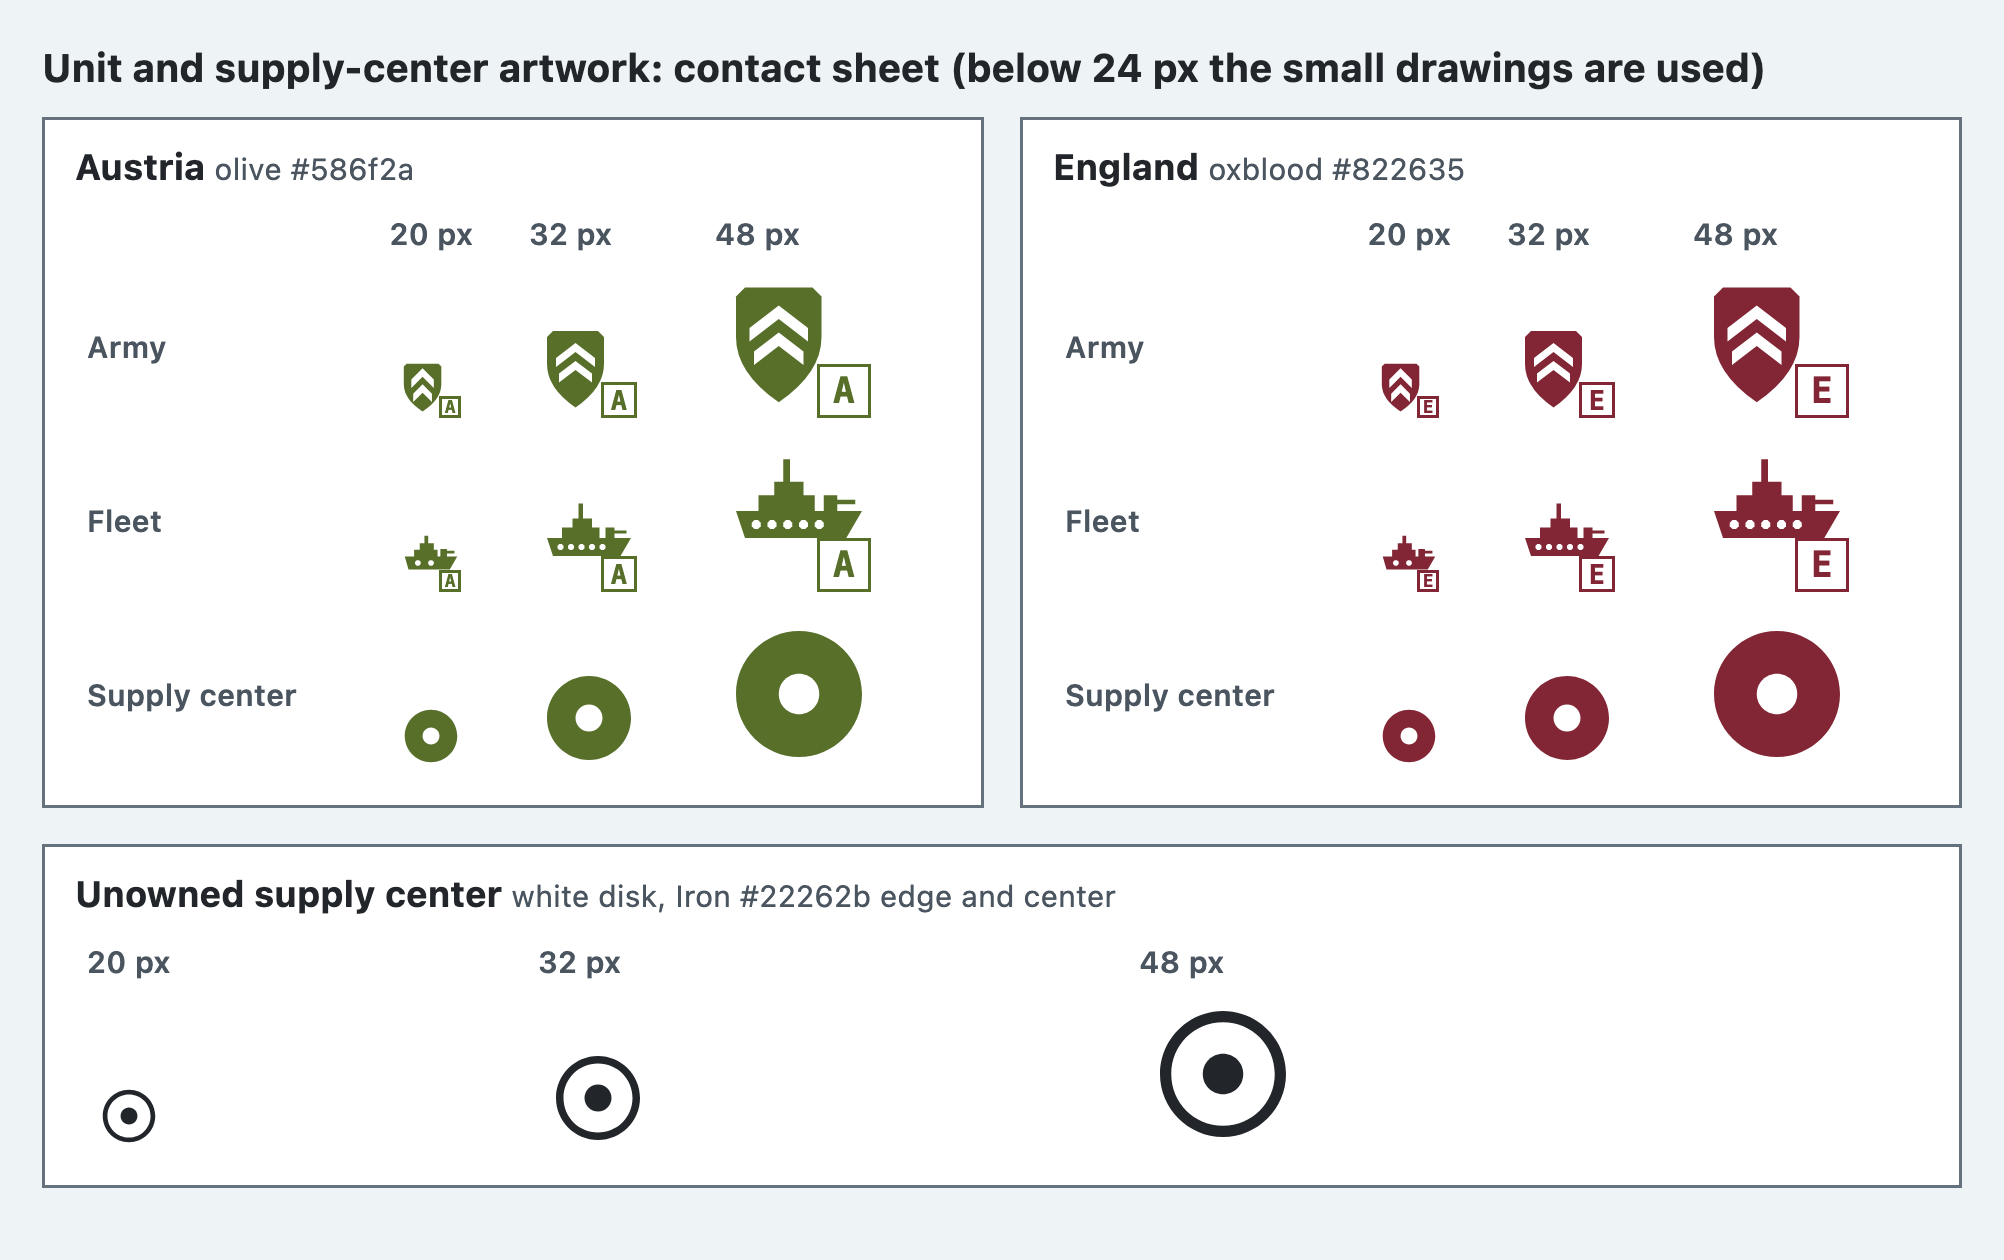 Unit and supply-center artwork: contact sheet (below 24 px the small drawings are used)
Austria olive #586f2a
20 px 32 px 48 px
Army
A A A
Fleet
A A A
Supply center
England oxblood #822635
20 px 32 px 48 px
Army
E E E
Fleet
E E E
Supply center
Unowned supply center white disk, Iron #22262b edge and center
20 px 32 px 48 px